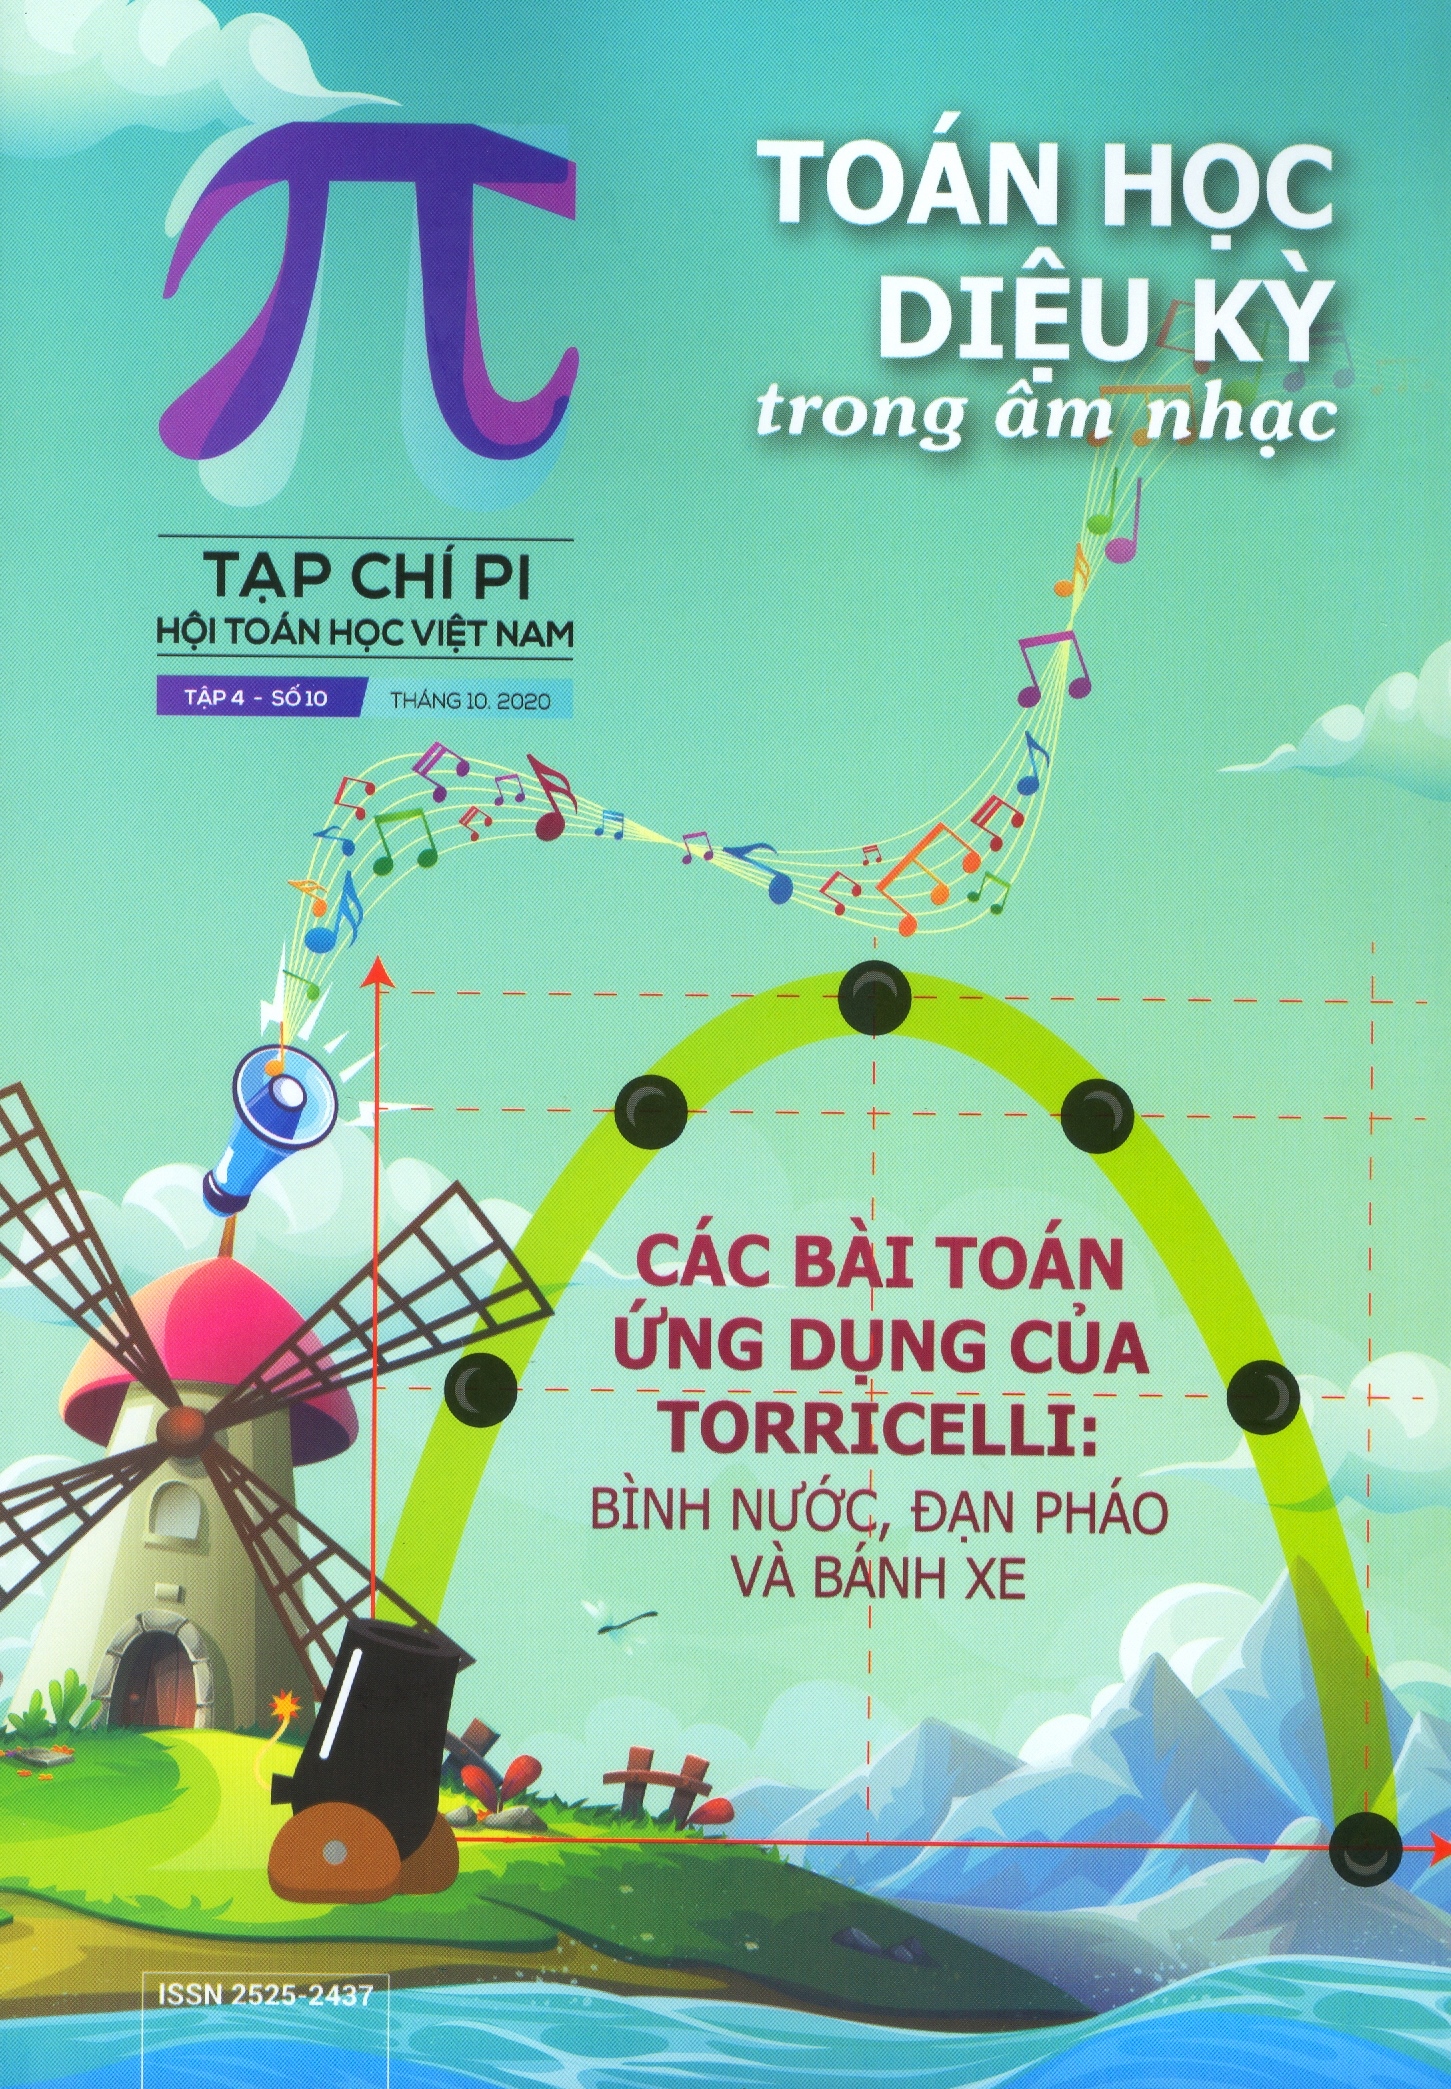 TOÁN HỌC
DIỆU KỲ
trong âm nhạc
TẠP CHÍ PI
HỘI TOÁN HỌC VIỆT NAM
TẬP 4 - SỐ 10 THÁNG 10. 2020
CÁC BÀI TOÁN
ỨNG DỤNG CỦA
TORRICELLI:
BÌNH NƯỚC, ĐẠN PHÁO
VÀ BÁNH XE
ISSN 2525-2437